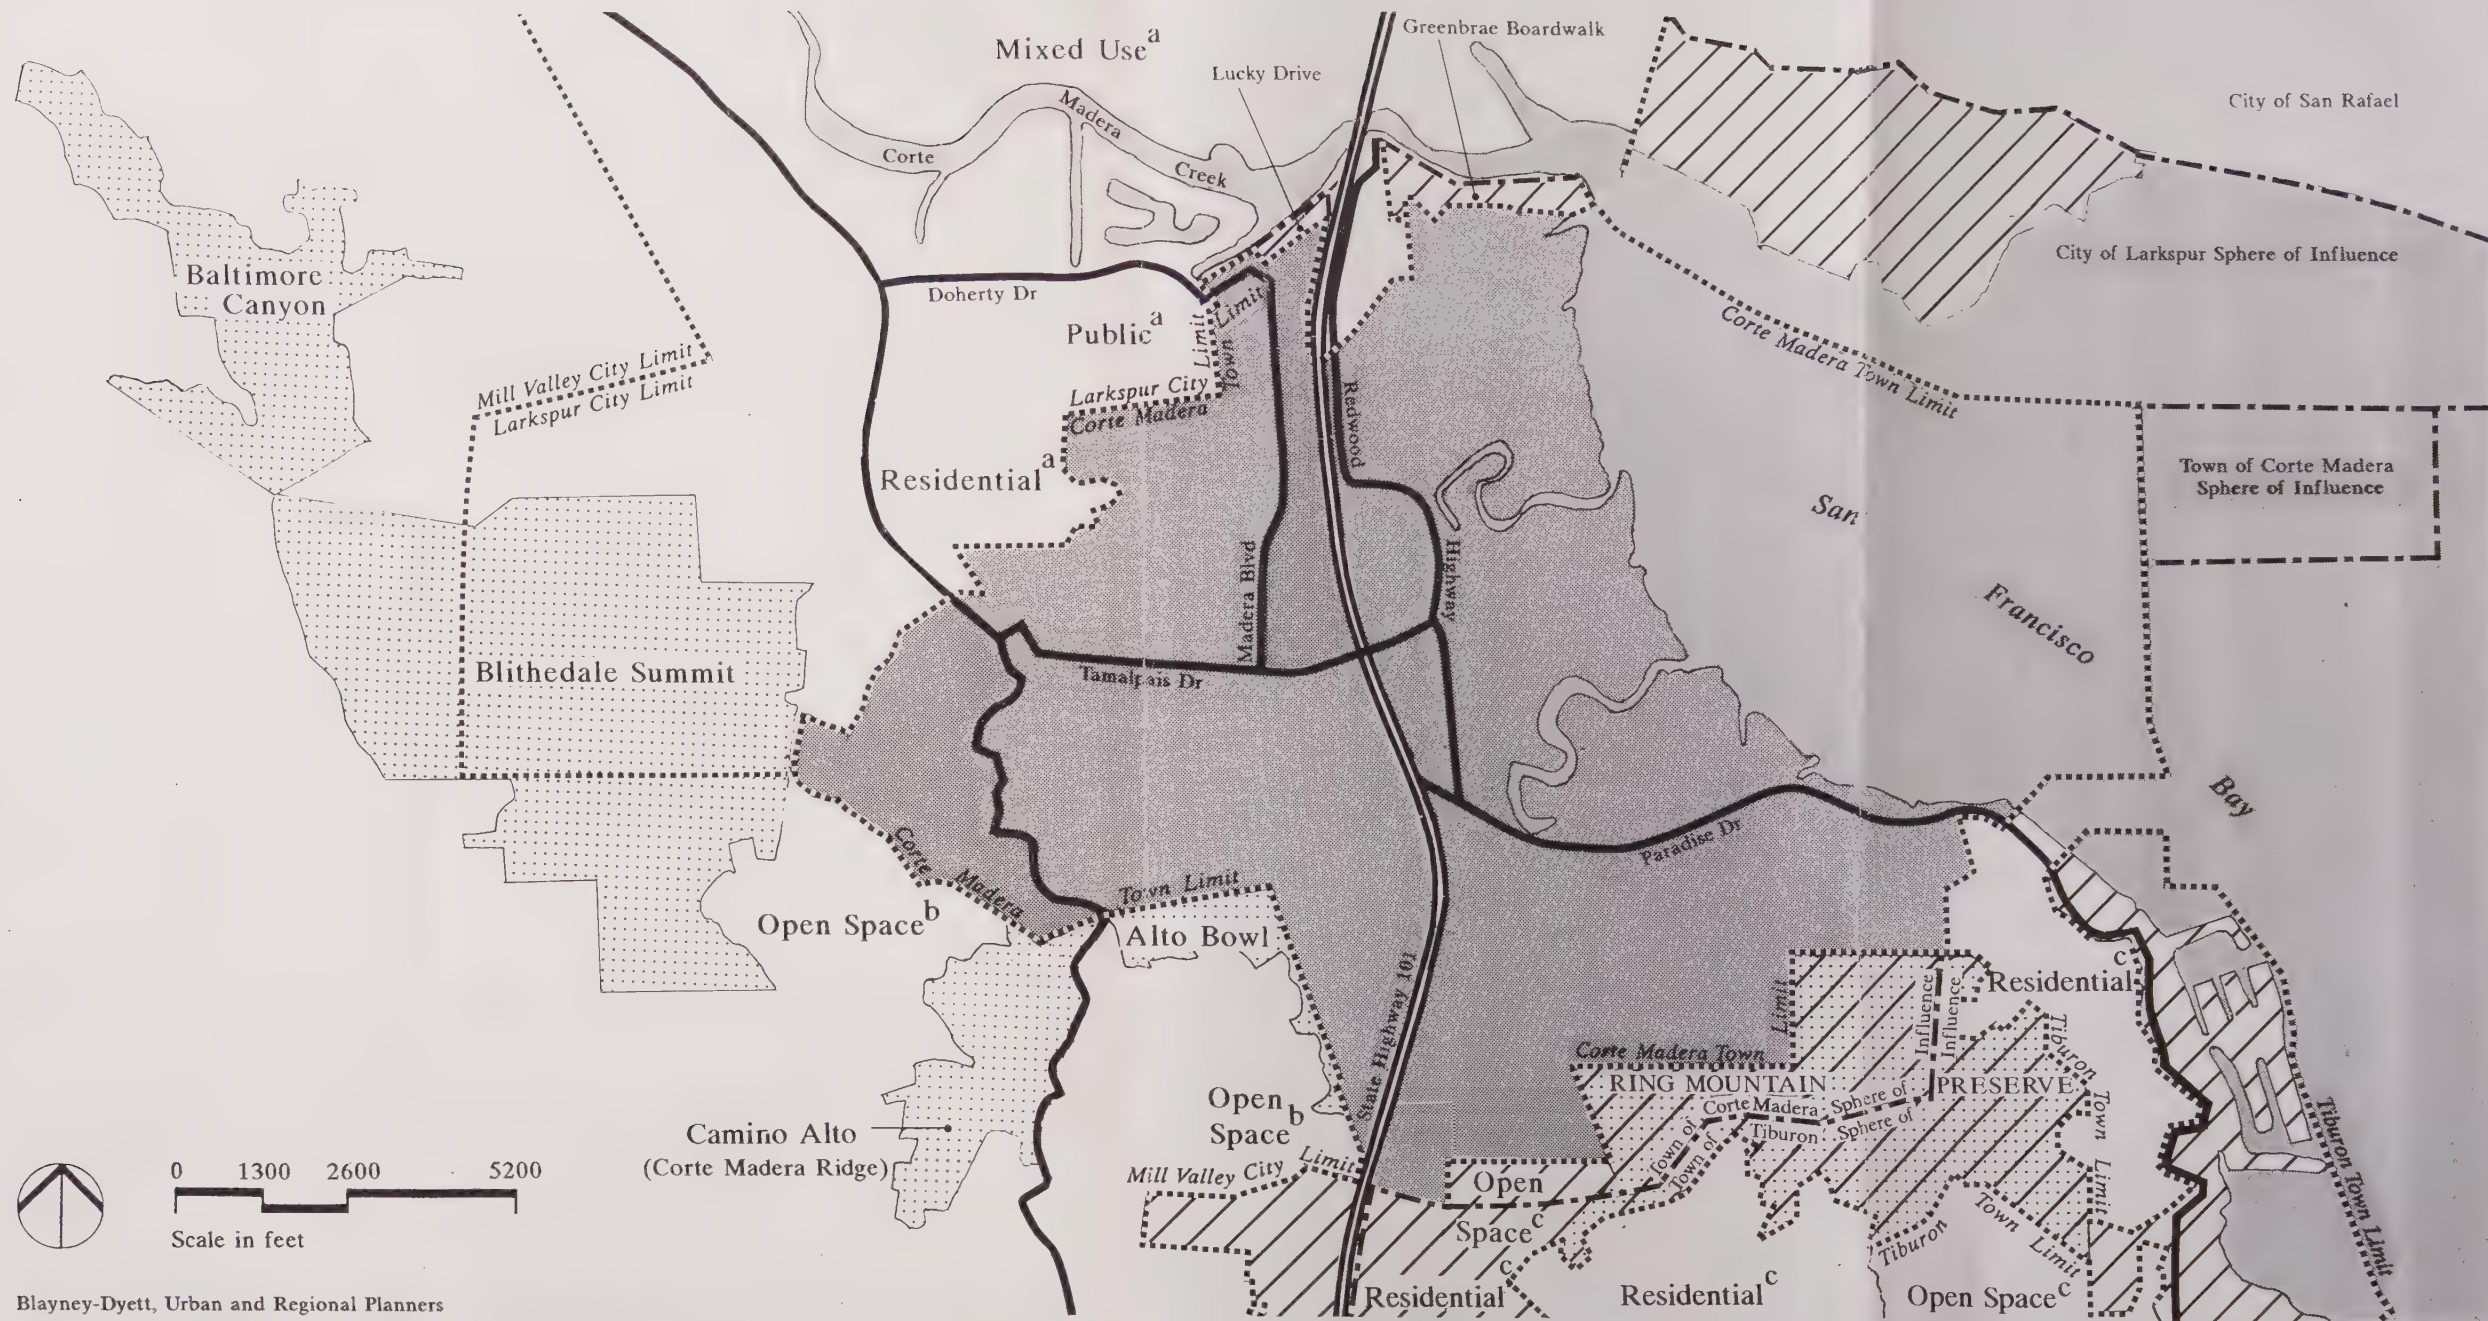 Mixed Use a
Greenbrae Boardwalk
Lucky Drive
City of San Rafael
Madera
Corte
Creek
City of Larkspur Sphere of Influence
Baltimore
Canyon
Doherty Dr
Public a
Limit
Limit
Town
Corte Madera Town Limit
Mill Valley City Limit
Larkspur City Limit
Larkspur City
Corte Madera
Redwood
Residential a
Town of Corte Madera
Sphere of Influence
San
Francisco
Bay
Madera Blvd
Highway
Blithedale Summit
Tamalpais Dr
Paradise Dr
Corte Madera
Town Limit
Open Space b
Alto Bowl
State Highway 101
Residential c
Limit
Influence
Influence
Corte Madera Town
RING MOUNTAIN
PRESERVE
Tiburon Town Limit
Town of
Corte Madera
Sphere of
Town of
Tiburon
Sphere of
Open
Space b
Camino Alto
(Corte Madera Ridge)
Mill Valley City Limit
Open
Space c
Tiburon Town Limit
Tiburon Town Limit
0 1300 2600 5200
Scale in feet
Residential c
Residential c
Open Space c
Blayney-Dyett, Urban and Regional Planners